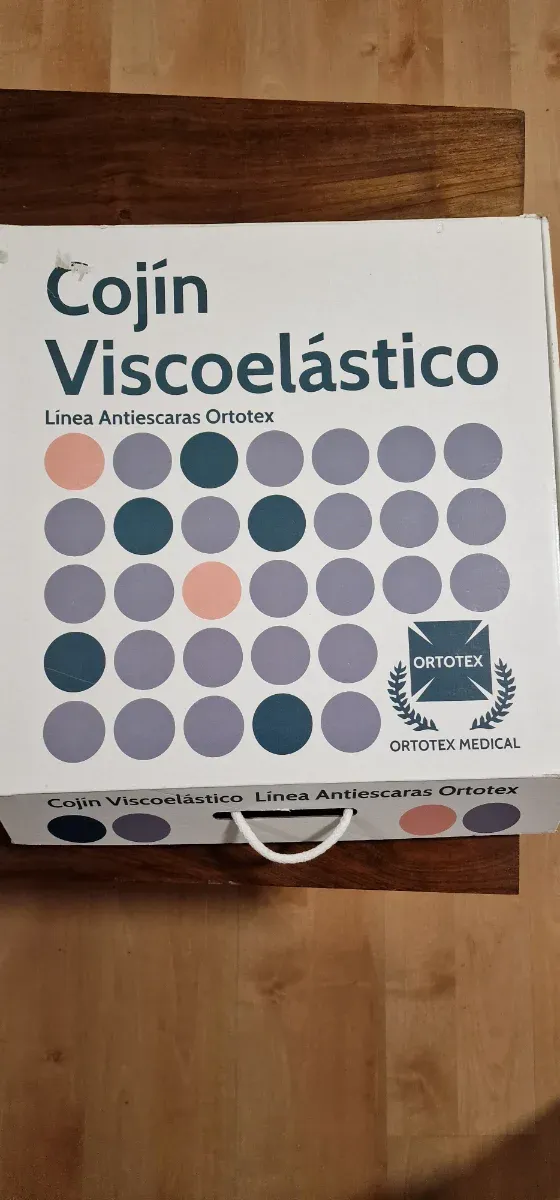 Cojín
Viscoelástico
Línea Antiescaras Ortotex
ORTOTEX
ORTOTEX MEDICAL
Cojín Viscoelástico Línea Antiescaras Ortotex